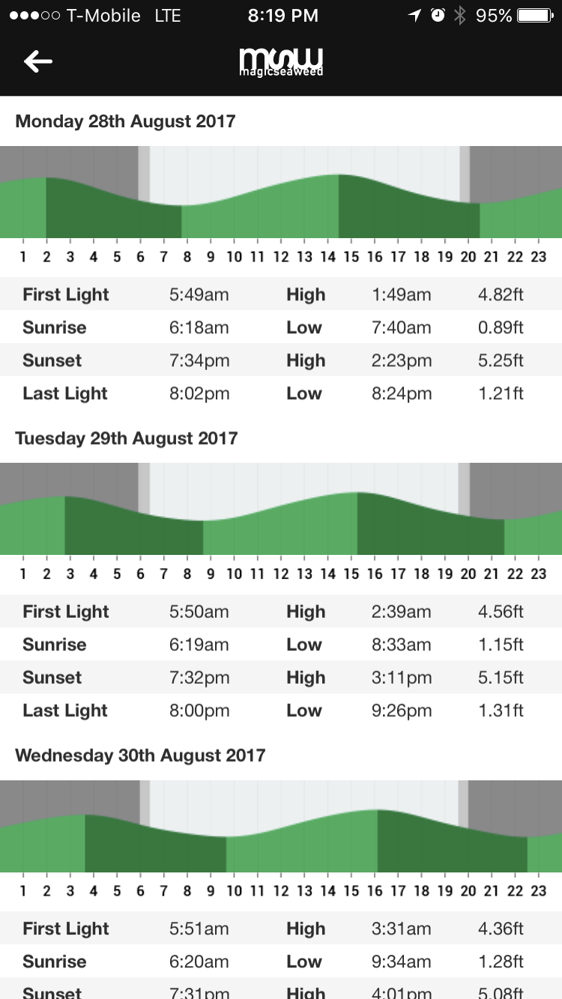 T-Mobile LTE 8:19 PM 95%
msw
magicseaweed
Monday 28th August 2017
1 2 3 4 5 6 7 8 9 10 11 12 13 14 15 16 17 18 19 20 21 22 23
First Light 5:49am High 1:49am 4.82ft
Sunrise 6:18am Low 7:40am 0.89ft
Sunset 7:34pm High 2:23pm 5.25ft
Last Light 8:02pm Low 8:24pm 1.21ft
Tuesday 29th August 2017
1 2 3 4 5 6 7 8 9 10 11 12 13 14 15 16 17 18 19 20 21 22 23
First Light 5:50am High 2:39am 4.56ft
Sunrise 6:19am Low 8:33am 1.15ft
Sunset 7:32pm High 3:11pm 5.15ft
Last Light 8:00pm Low 9:26pm 1.31ft
Wednesday 30th August 2017
1 2 3 4 5 6 7 8 9 10 11 12 13 14 15 16 17 18 19 20 21 22 23
First Light 5:51am High 3:31am 4.36ft
Sunrise 6:20am Low 9:34am 1.28ft
Sunset 7:31pm High 4:01pm 5.08ft